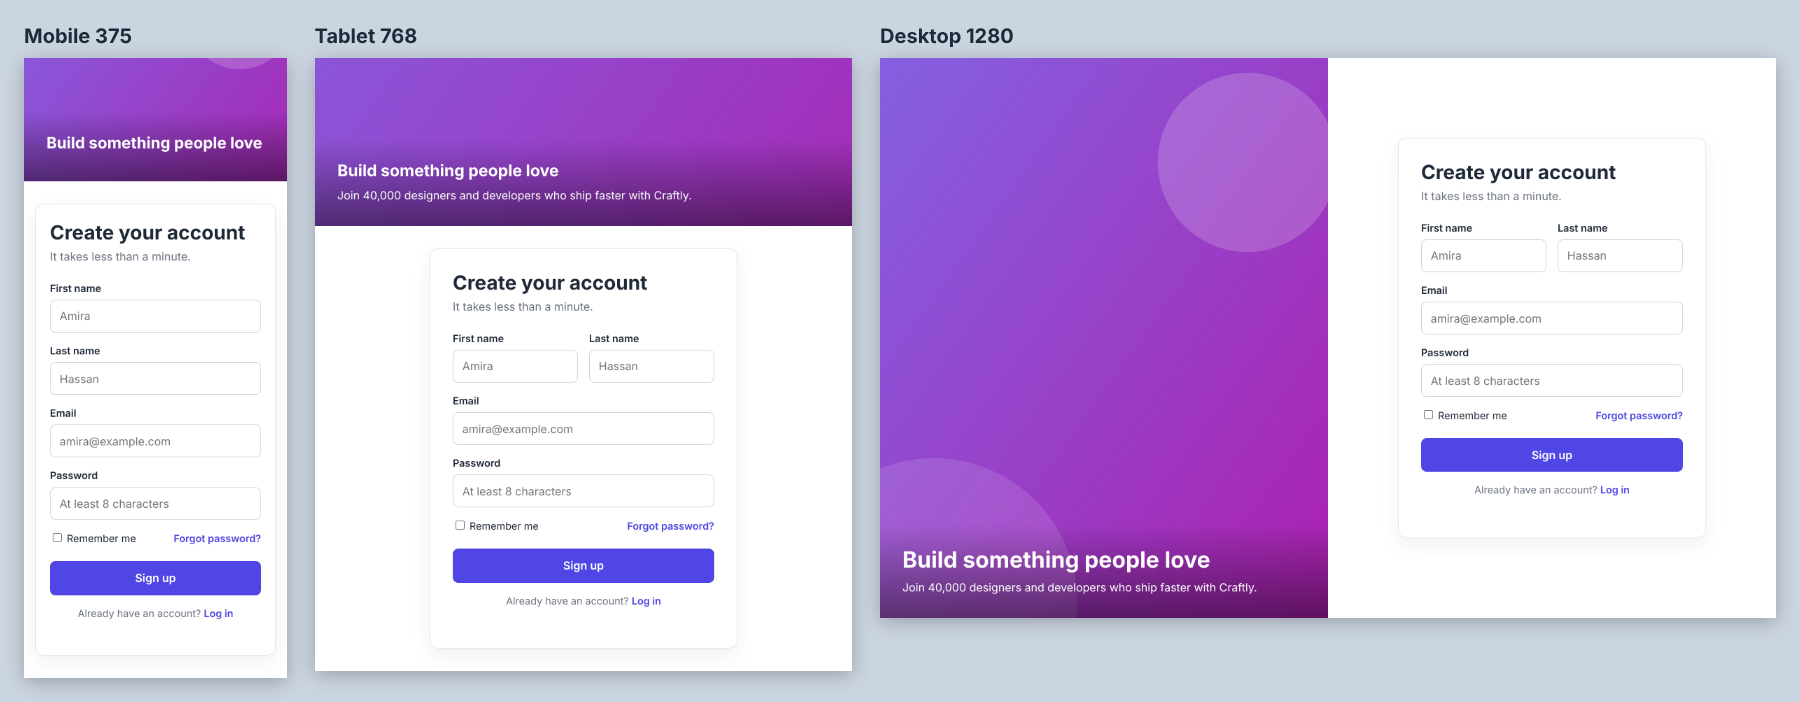 Mobile 375
Build something people love
Create your account
It takes less than a minute.
First name
Amira
Last name
Hassan
Email
amira@example.com
Password
At least 8 characters
Remember me
Forgot password?
Sign up
Already have an account? Log in
Tablet 768
Build something people love
Join 40,000 designers and developers who ship faster with Craftly.
Create your account
It takes less than a minute.
First name
Last name
Amira
Hassan
Email
amira@example.com
Password
At least 8 characters
Remember me
Forgot password?
Sign up
Already have an account? Log in
Desktop 1280
Build something people love
Join 40,000 designers and developers who ship faster with Craftly.
Create your account
It takes less than a minute.
First name
Last name
Amira
Hassan
Email
amira@example.com
Password
At least 8 characters
Remember me
Forgot password?
Sign up
Already have an account? Log in